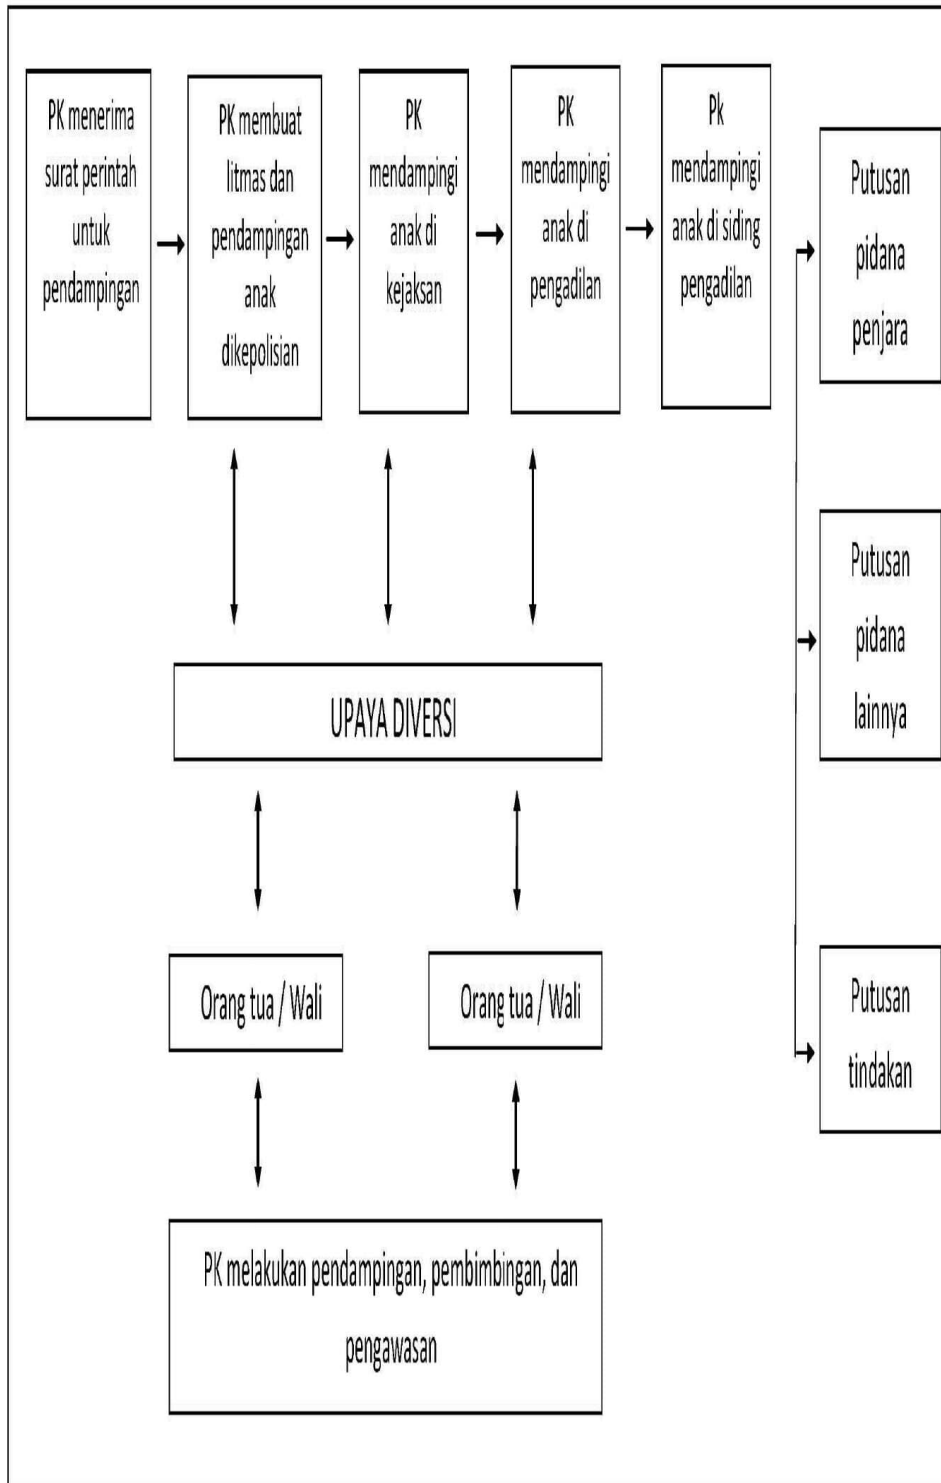 PK menerima
surat perintah
untuk
pendampingan
PK membuat
litmas dan
pendampingan
anak
dikepolisian
PK
mendampingi
anak di
kejaksan
PK
mendampingi
anak di
pengadilan
Pk
mendampingi
anak di siding
pengadilan
Putusan
pidana
penjara
Putusan
pidana
lainnya
UPAYA DIVERSI
Orang tua / Wali
Orang tua / Wali
Putusan
tindakan
PK melakukan pendampingan, pembimbingan, dan
pengawasan